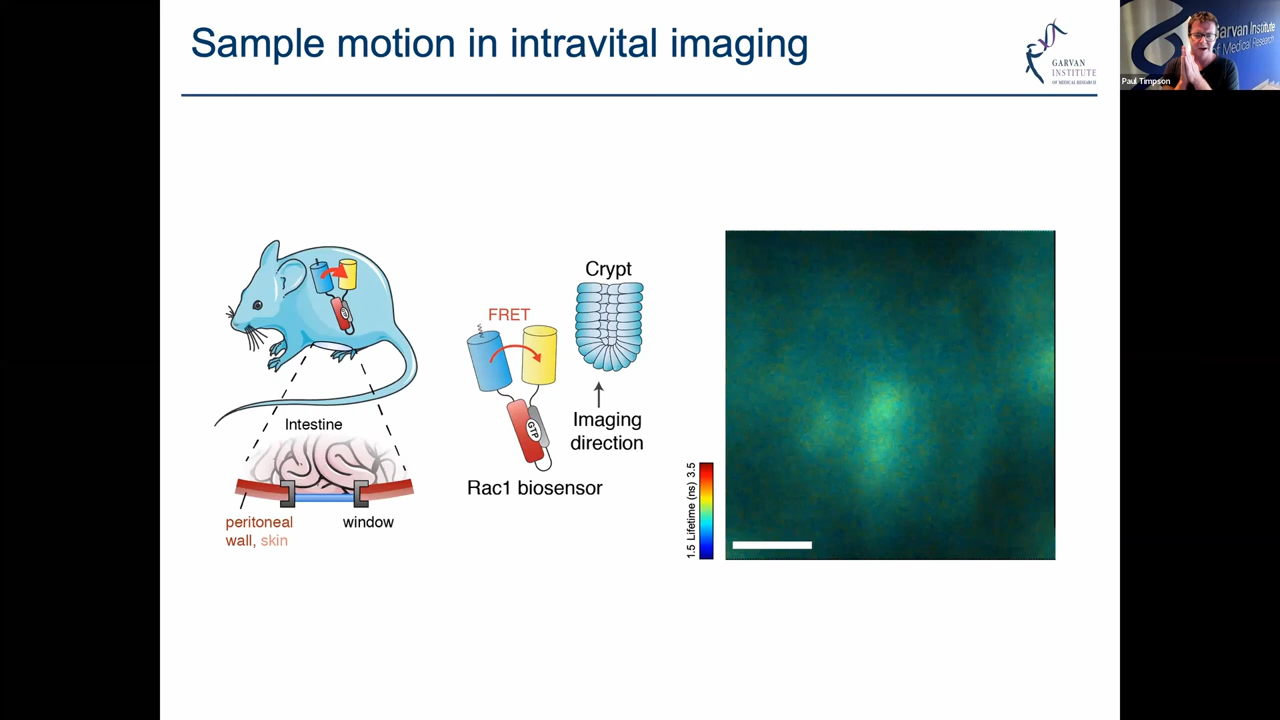 Sample motion in intravital imaging
GARVAN
INSTITUTE
OF MEDICAL RESEARCH
Garvan Institute
of Medical Research
Paul Timpson
Crypt
FRET
GTP
Imaging
direction
Rac1 biosensor
Intestine
peritoneal
wall, skin
window
1.5 Lifetime (ns) 3.5